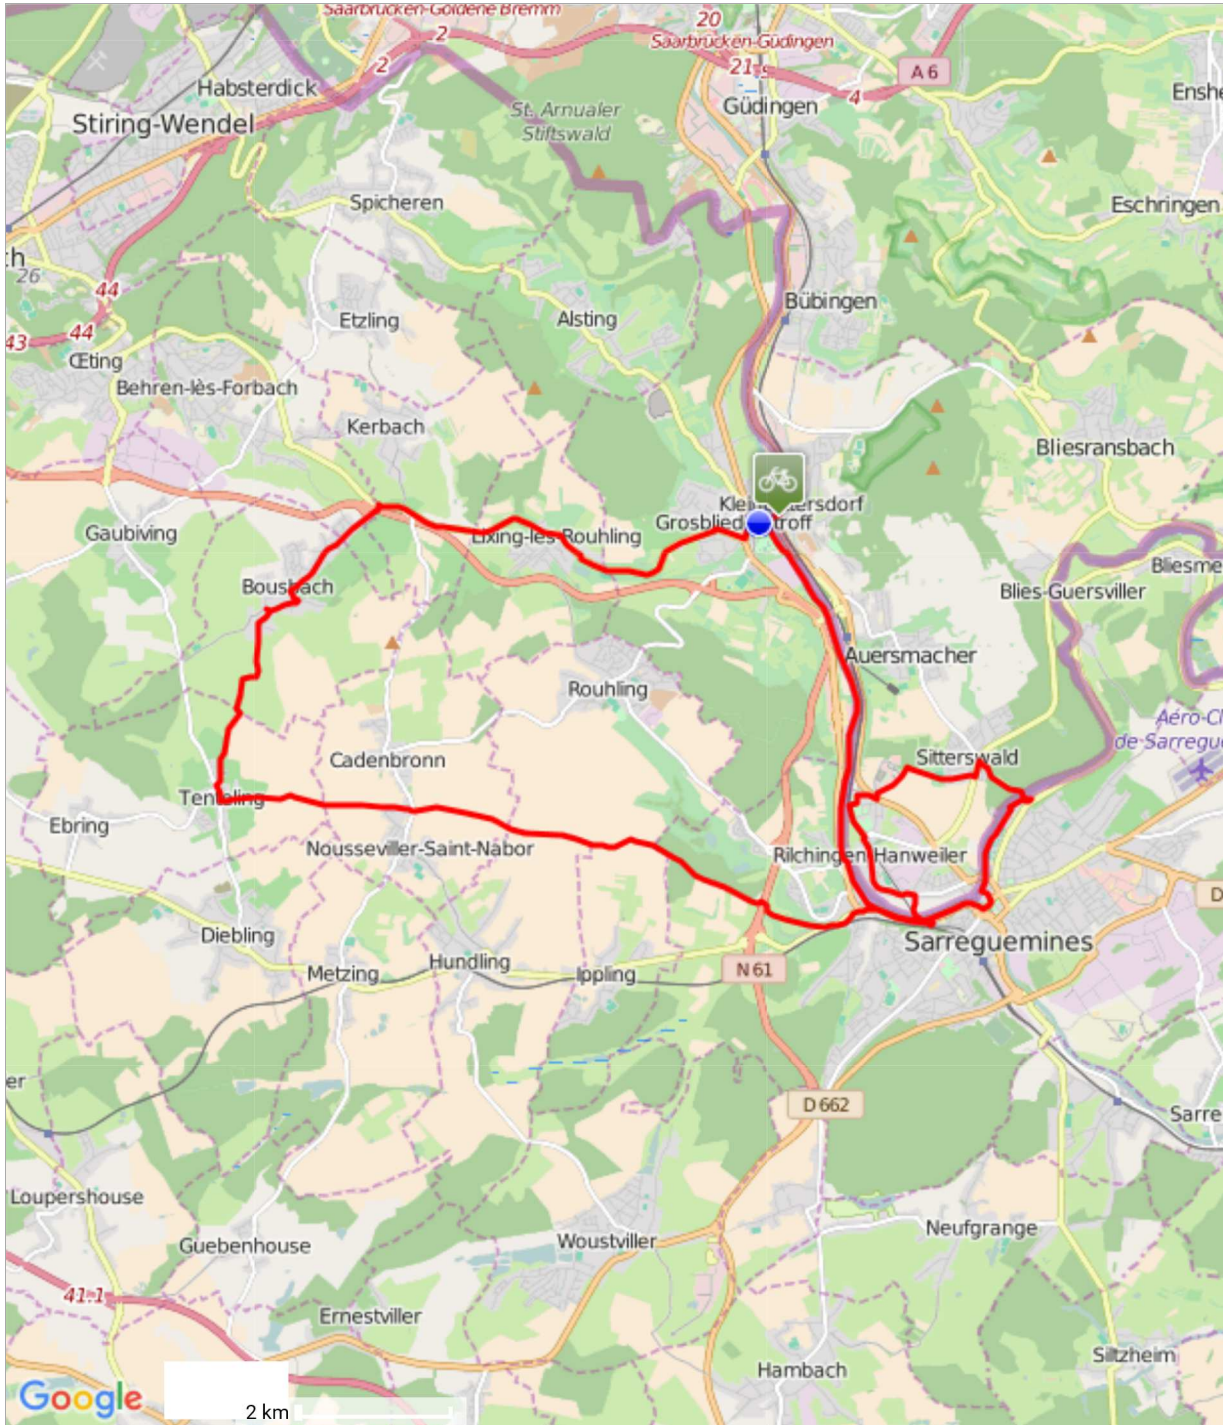 Saarbrücken-Goldene Bremm
20
2
Saarbrücken-Güdingen
2
21
A 6
Habsterdick
4
Güdingen
Stiring-Wendel
St. Arnualer
Stiftswald
Spicheren
Eschringen
26
44
Etzling
Alsting
Bübingen
44
43
Œting
Behren-lès-Forbach
Kerbach
Bliesransbach
Gaubiving
Lixing-lès-Rouhling
Bousbach
Blies-Guersviller
Auersmacher
Rouhling
Sitterswald
Cadenbronn
Tenteling
Ebring
Nousseviller-Saint-Nabor
Rilchingen-Hanweiler
Diebling
Sarreguemines
Metzing
Hundling
Ippling
N 61
D 662
Loupershouse
Guebenhouse
Woustviller
Neufgrange
41.1
Ernestviller
Siltzheim
Hambach
Google
2 km